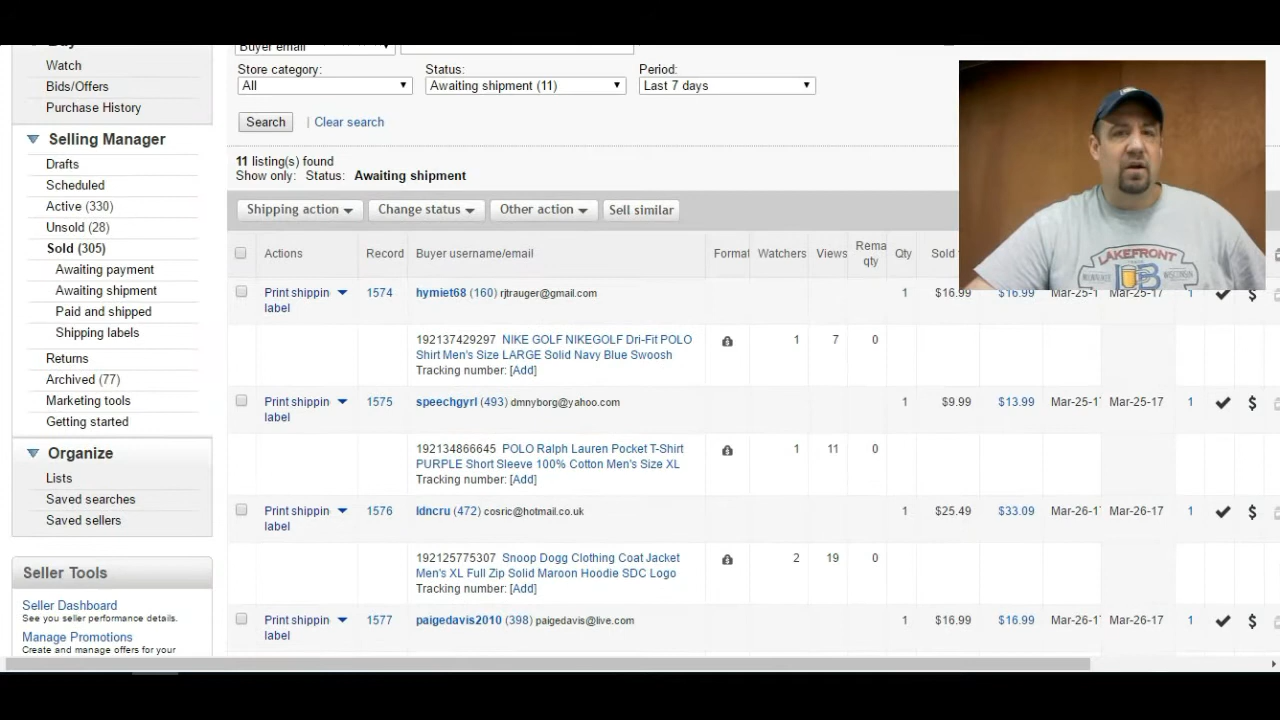 Buy
Watch
Bids/Offers
Purchase History
Selling Manager
Drafts
Scheduled
Active (330)
Unsold (28)
Sold (305)
Awaiting payment
Awaiting shipment
Paid and shipped
Shipping labels
Returns
Archived (77)
Marketing tools
Getting started
Organize
Lists
Saved searches
Saved sellers
Seller Tools
Seller Dashboard
See you seller performance details.
Manage Promotions
Create and manage offers for your
Buyer email
Store category: Status: Period:
All Awaiting shipment (11) Last 7 days
Search | Clear search
11 listing(s) found
Show only: Status: Awaiting shipment
Shipping action Change status Other action Sell similar
Actions Record Buyer username/email Format Watchers Views Rema qty Qty Sold
Print shippin label 1574 hymiet68 (160) rjtrauger@gmail.com 1 $16.99 $16.99 Mar-25-1 Mar-25-17 1 $
192137429297 NIKE GOLF NIKEGOLF Dri-Fit POLO 1 7 0
Shirt Men's Size LARGE Solid Navy Blue Swoosh
Tracking number: [Add]
Print shippin label 1575 speechgyrl (493) dmnyborg@yahoo.com 1 $9.99 $13.99 Mar-25-1 Mar-25-17 1 $
192134866645 POLO Ralph Lauren Pocket T-Shirt 1 11 0
PURPLE Short Sleeve 100% Cotton Men's Size XL
Tracking number: [Add]
Print shippin label 1576 ldncru (472) cosric@hotmail.co.uk 1 $25.49 $33.09 Mar-26-1 Mar-26-17 1 $
192125775307 Snoop Dogg Clothing Coat Jacket 2 19 0
Men's XL Full Zip Solid Maroon Hoodie SDC Logo
Tracking number: [Add]
Print shippin label 1577 paigedavis2010 (398) paigedavis@live.com 1 $16.99 $16.99 Mar-26-1 Mar-26-17 1 $
LAKEFRONT